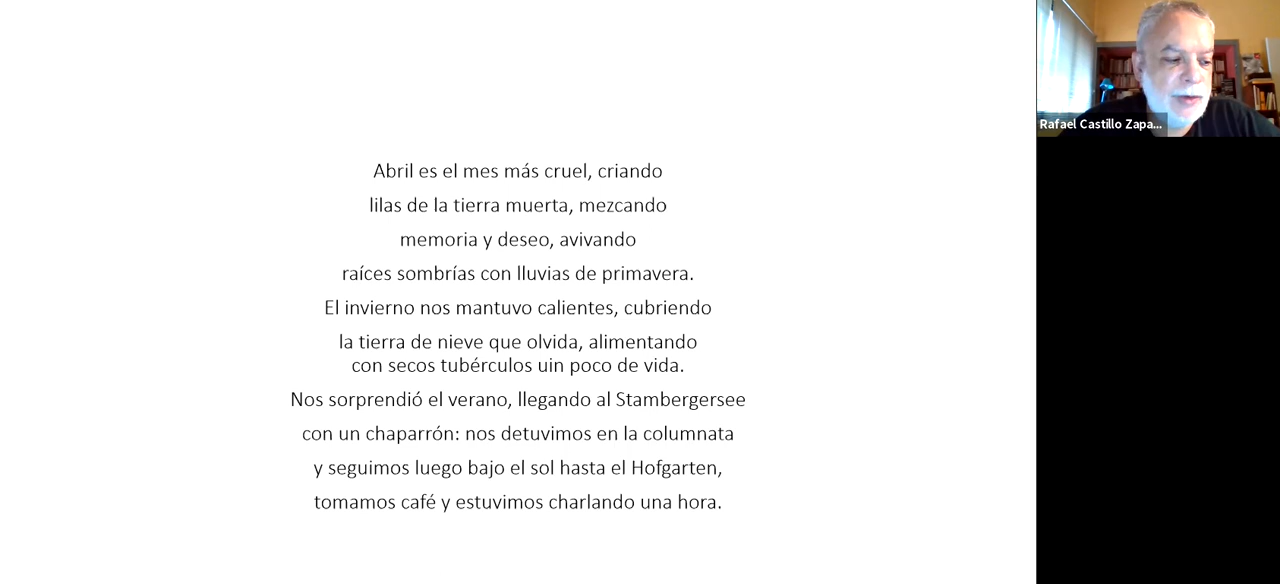 Abril es el mes más cruel, criando
lilas de la tierra muerta, mezcando
memoria y deseo, avivando
raíces sombrías con lluvias de primavera.
El invierno nos mantuvo calientes, cubriendo
la tierra de nieve que olvida, alimentando
con secos tubérculos uin poco de vida.
Nos sorprendió el verano, llegando al Stambergersee
con un chaparrón: nos detuvimos en la columnata
y seguimos luego bajo el sol hasta el Hofgarten,
tomamos café y estuvimos charlando una hora.
Rafael Castillo Zapa...